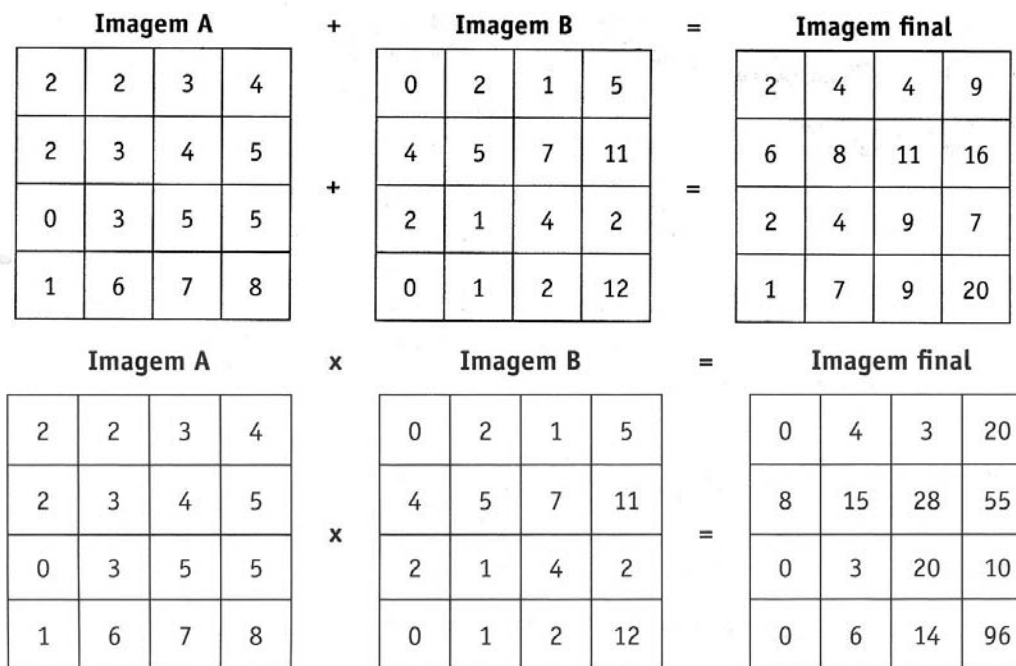 Imagem A + Imagem B = Imagem final
2 2 3 4 0 2 1 5 2 4 4 9
2 3 4 5 4 5 7 11 6 8 11 16
+ =
0 3 5 5 2 1 4 2 2 4 9 7
1 6 7 8 0 1 2 12 1 7 9 20
Imagem A x Imagem B = Imagem final
2 2 3 4 0 2 1 5 0 4 3 20
2 3 4 5 4 5 7 11 8 15 28 55
x =
0 3 5 5 2 1 4 2 0 3 20 10
1 6 7 8 0 1 2 12 0 6 14 96